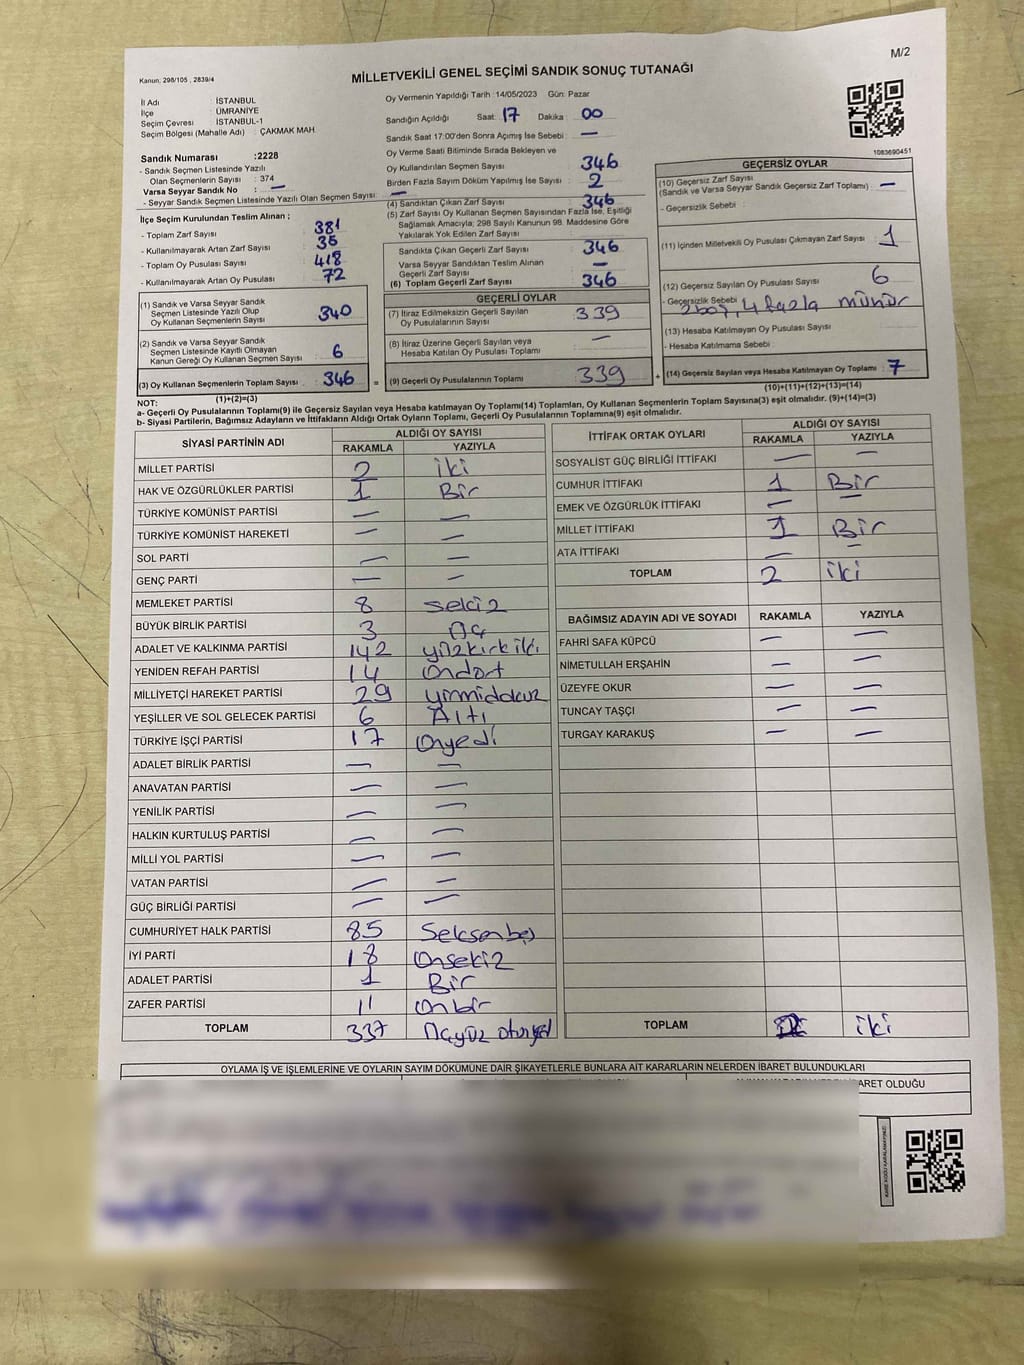 M/2
Kanun, 298/105 , 2839/4
MİLLETVEKİLİ GENEL SEÇİMİ SANDIK SONUÇ TUTANAĞI
İl Adı : İSTANBUL
İlçe : ÜMRANİYE
Seçim Çevresi : İSTANBUL-1
Seçim Bölgesi (Mahalle Adı) : ÇAKMAK MAH.
Sandık Numarası :2228
- Sandık Seçmen Listesinde Yazılı
Olan Seçmenlerin Sayısı : 374
Varsa Seyyar Sandık No : —
- Seyyar Sandık Seçmen Listesinde Yazılı Olan Seçmen Sayısı: —
İlçe Seçim Kurulundan Teslim Alınan ;
- Toplam Zarf Sayısı : 381
- Kullanılmayarak Artan Zarf Sayısı : 35
- Toplam Oy Pusulası Sayısı : 418
- Kullanılmayarak Artan Oy Pusulası : 72
(1) Sandık ve Varsa Seyyar Sandık
Seçmen Listesinde Yazılı Olup
Oy Kullanan Seçmenlerin Sayısı : 340
(2) Sandık ve Varsa Seyyar Sandık
Seçmen Listesinde Kayıtlı Olmayan
Kanun Gereği Oy Kullanan Seçmen Sayısı : 6
(3) Oy Kullanan Seçmenlerin Toplam Sayısı : 346
(1)+(2)=(3)
Oy Vermenin Yapıldığı Tarih :14/05/2023 Gün: Pazar
Sandığın Açıldığı Saat: 17 Dakika 00
Sandık Saat 17:00'den Sonra Açımış İse Sebebi : —
Oy Verme Saati Bitiminde Sırada Bekleyen ve
Oy Kullandırılan Seçmen Sayısı : 346
Birden Fazla Sayım Döküm Yapılmış İse Sayısı : 2
(4) Sandıktan Çıkan Zarf Sayısı : 346
(5) Zarf Sayısı Oy Kullanan Seçmen Sayısından Fazla İse, Eşitliği
Sağlamak Amacıyla; 298 Sayılı Kanunun 98. Maddesine Göre
Yakılarak Yok Edilen Zarf Sayısı :
Sandıkta Çıkan Geçerli Zarf Sayısı : 346
Varsa Seyyar Sandıktan Teslim Alınan
Geçerli Zarf Sayısı : —
(6) Toplam Geçerli Zarf Sayısı : 346
GEÇERLİ OYLAR
(7) İtiraz Edilmeksizin Geçerli Sayılan
Oy Pusulalarının Sayısı : 339
(8) İtiraz Üzerine Geçerli Sayılan veya
Hesaba Katılan Oy Pusulası Toplamı : —
= (9) Geçerli Oy Pusulalarının Toplamı : 339
1083690451
GEÇERSİZ OYLAR
(10) Geçersiz Zarf Sayısı
(Sandık ve Varsa Seyyar Sandık Geçersiz Zarf Toplamı) : —
- Geçersizlik Sebebi :
(11) İçinden Milletvekili Oy Pusulası Çıkmayan Zarf Sayısı : 1
(12) Geçersiz Sayılan Oy Pusulası Sayısı : 6
- Geçersizlik Sebebi : 2boş, 4 fazla mühür
(13) Hesaba Katılmayan Oy Pusulası Sayısı :
- Hesaba Katılmama Sebebi :
+ (14) Geçersiz Sayılan veya Hesaba Katılmayan Oy Toplamı : 7
(10)+(11)+(12)+(13)=(14)
NOT:
a- Geçerli Oy Pusulalarının Toplamı(9) ile Geçersiz Sayılan veya Hesaba katılmayan Oy Toplamı(14) Toplamları, Oy Kullanan Seçmenlerin Toplam Sayısına(3) eşit olmalıdır. (9)+(14)=(3)
b- Siyasi Partilerin, Bağımsız Adayların ve İttifakların Aldığı Oyların Toplamı, Geçerli Oy Pusulalarının Toplamına(9) eşit olmalıdır.
SİYASİ PARTİNİN ADI ALDIĞI OY SAYISI
RAKAMLA YAZIYLA
MİLLET PARTİSİ 2 iki
HAK VE ÖZGÜRLÜKLER PARTİSİ 1 Bir
TÜRKİYE KOMÜNİST PARTİSİ — —
TÜRKİYE KOMÜNİST HAREKETİ — —
SOL PARTİ — —
GENÇ PARTİ — —
MEMLEKET PARTİSİ 8 sekiz
BÜYÜK BİRLİK PARTİSİ 3 Üç
ADALET VE KALKINMA PARTİSİ 142 yüzkırkiki
YENİDEN REFAH PARTİSİ 14 Ondört
MİLLİYETÇİ HAREKET PARTİSİ 29 yirmidokuz
YEŞİLLER VE SOL GELECEK PARTİSİ 6 Altı
TÜRKİYE İŞÇİ PARTİSİ 17 Onyedi
ADALET BİRLİK PARTİSİ — —
ANAVATAN PARTİSİ — —
YENİLİK PARTİSİ — —
HALKIN KURTULUŞ PARTİSİ — —
MİLLİ YOL PARTİSİ — —
VATAN PARTİSİ — —
GÜÇ BİRLİĞİ PARTİSİ — —
CUMHURİYET HALK PARTİSİ 85 Seksenbeş
İYİ PARTİ 18 Onsekiz
ADALET PARTİSİ 1 Bir
ZAFER PARTİSİ 11 Onbir
TOPLAM 337 Üçyüz otuzyedi
İTTİFAK ORTAK OYLARI ALDIĞI OY SAYISI
RAKAMLA YAZIYLA
SOSYALİST GÜÇ BİRLİĞİ İTTİFAKI — —
CUMHUR İTTİFAKI 1 Bir
EMEK VE ÖZGÜRLÜK İTTİFAKI — —
MİLLET İTTİFAKI 1 Bir
ATA İTTİFAKI — —
TOPLAM 2 iki
BAĞIMSIZ ADAYIN ADI VE SOYADI RAKAMLA YAZIYLA
FAHRİ SAFA KÜPCÜ — —
NİMETULLAH ERŞAHİN — —
ÜZEYFE OKUR — —
TUNCAY TAŞÇI — —
TURGAY KARAKUŞ — —
TOPLAM iki
OYLAMA İŞ VE İŞLEMLERİNE VE OYLARIN SAYIM DÖKÜMÜNE DAİR ŞİKAYETLERLE BUNLARA AİT KARARLARIN NELERDEN İBARET BULUNDUKLARI
BARET OLDUĞU
KARE KODU KARALAMAYINIZ!